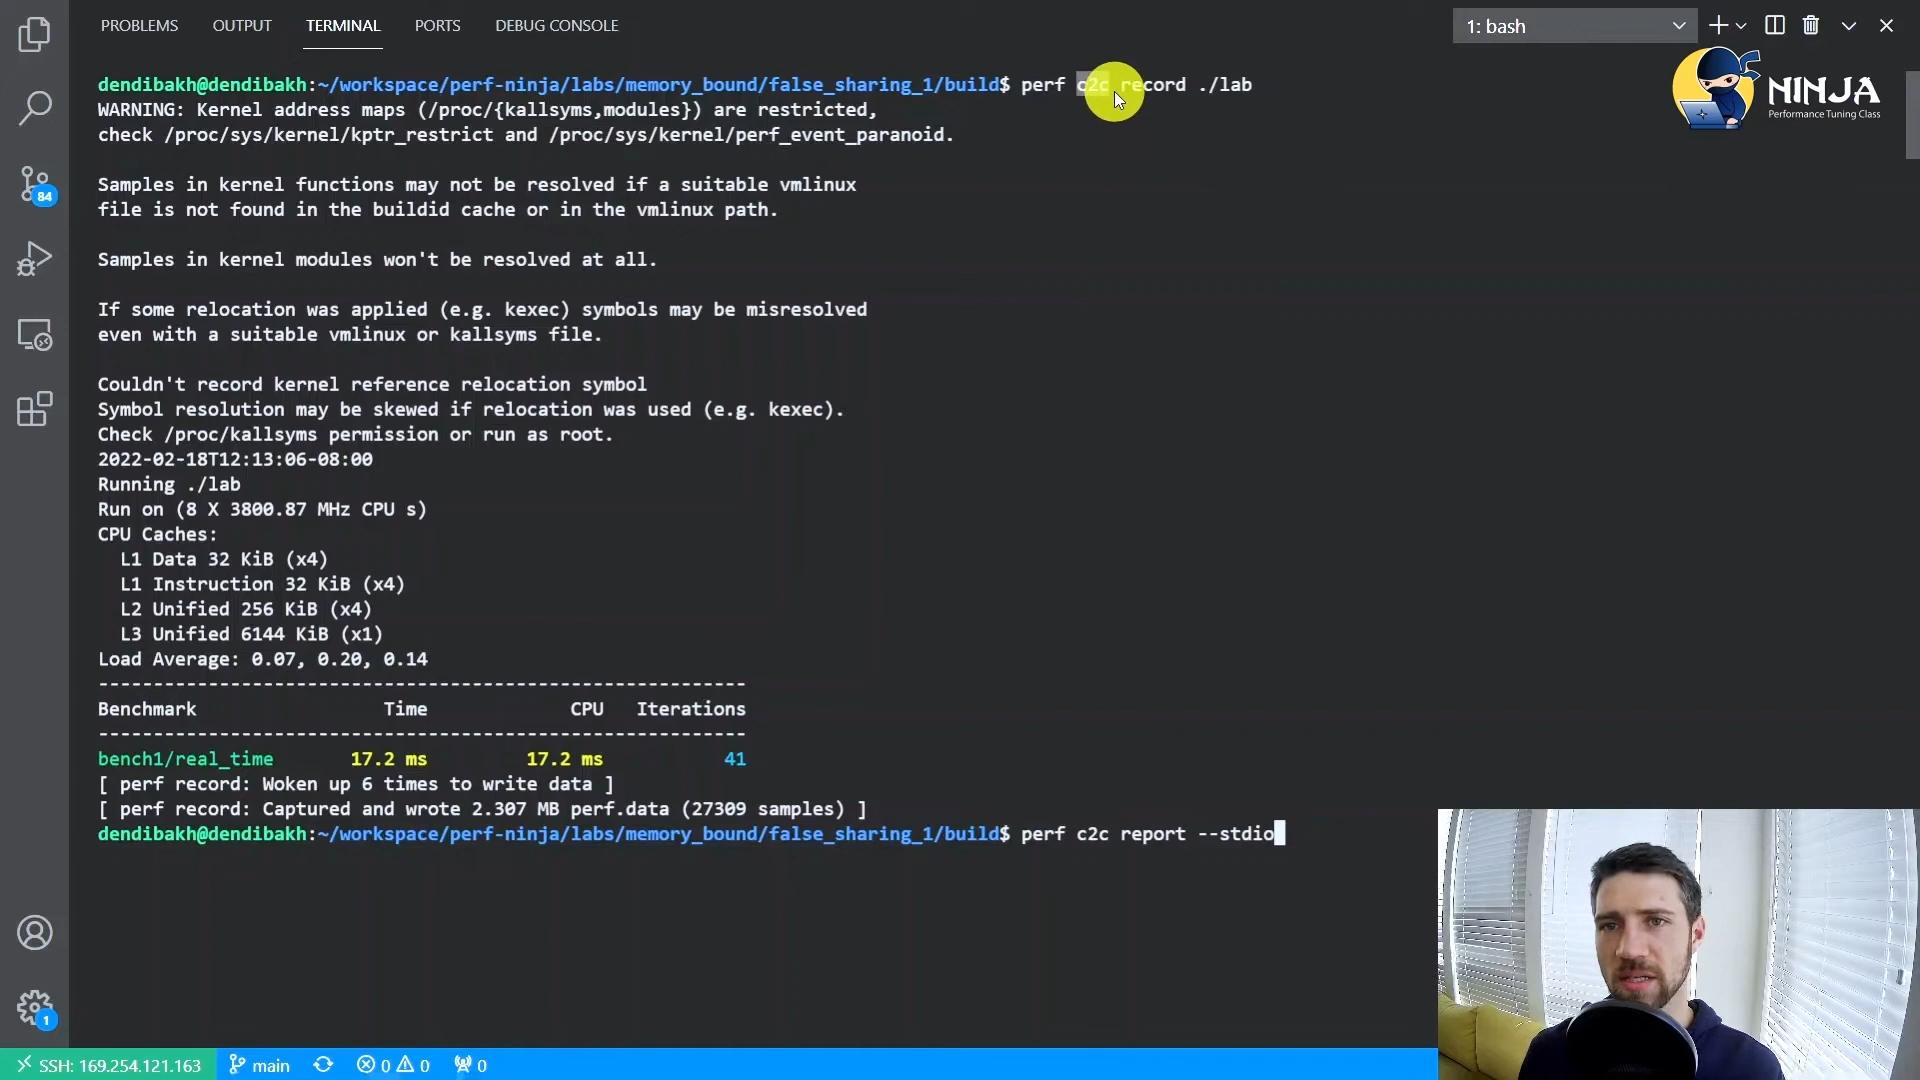 PROBLEMS OUTPUT TERMINAL PORTS DEBUG CONSOLE 1: bash
NINJA
Performance Tuning Class
dendibakh@dendibakh:~/workspace/perf-ninja/labs/memory_bound/false_sharing_1/build$ perf c2c record ./lab
WARNING: Kernel address maps (/proc/{kallsyms,modules}) are restricted,
check /proc/sys/kernel/kptr_restrict and /proc/sys/kernel/perf_event_paranoid.
Samples in kernel functions may not be resolved if a suitable vmlinux
file is not found in the buildid cache or in the vmlinux path.
Samples in kernel modules won't be resolved at all.
If some relocation was applied (e.g. kexec) symbols may be misresolved
even with a suitable vmlinux or kallsyms file.
Couldn't record kernel reference relocation symbol
Symbol resolution may be skewed if relocation was used (e.g. kexec).
Check /proc/kallsyms permission or run as root.
2022-02-18T12:13:06-08:00
Running ./lab
Run on (8 X 3800.87 MHz CPU s)
CPU Caches:
L1 Data 32 KiB (x4)
L1 Instruction 32 KiB (x4)
L2 Unified 256 KiB (x4)
L3 Unified 6144 KiB (x1)
Load Average: 0.07, 0.20, 0.14
-----------------------------------------------------------
Benchmark Time CPU Iterations
-----------------------------------------------------------
bench1/real_time 17.2 ms 17.2 ms 41
[ perf record: Woken up 6 times to write data ]
[ perf record: Captured and wrote 2.307 MB perf.data (27309 samples) ]
dendibakh@dendibakh:~/workspace/perf-ninja/labs/memory_bound/false_sharing_1/build$ perf c2c report --stdio
84
1
SSH: 169.254.121.163 main 0 0 0